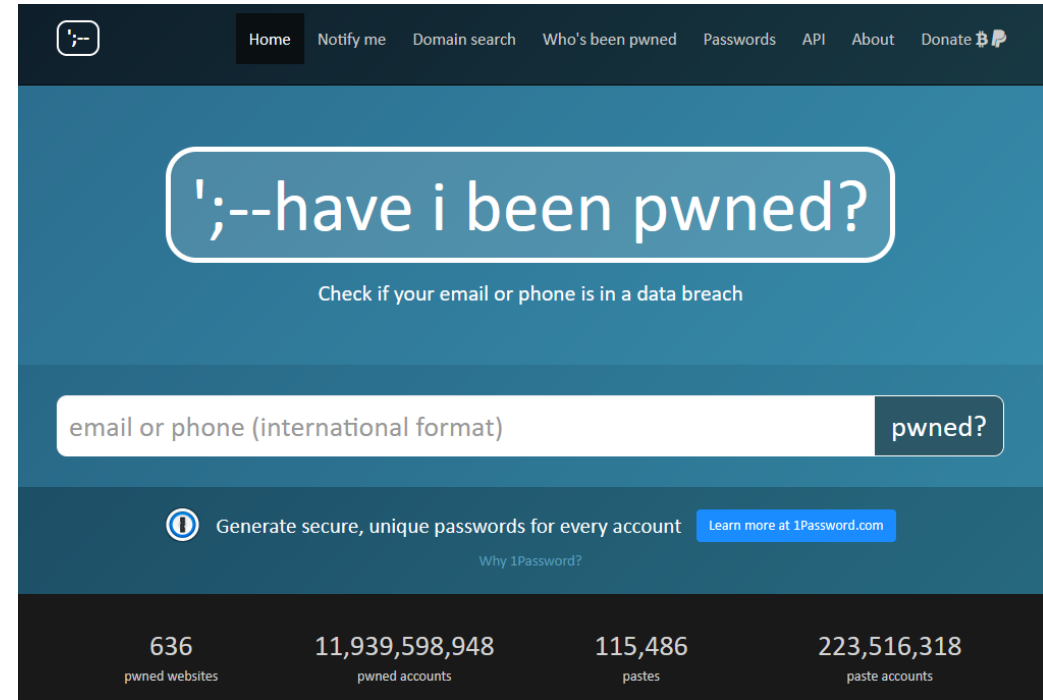 ';--
Home Notify me Domain search Who's been pwned Passwords API About Donate ₿
';--have i been pwned?
Check if your email or phone is in a data breach
email or phone (international format) pwned?
Generate secure, unique passwords for every account Learn more at 1Password.com
Why 1Password?
636 11,939,598,948 115,486 223,516,318
pwned websites pwned accounts pastes paste accounts